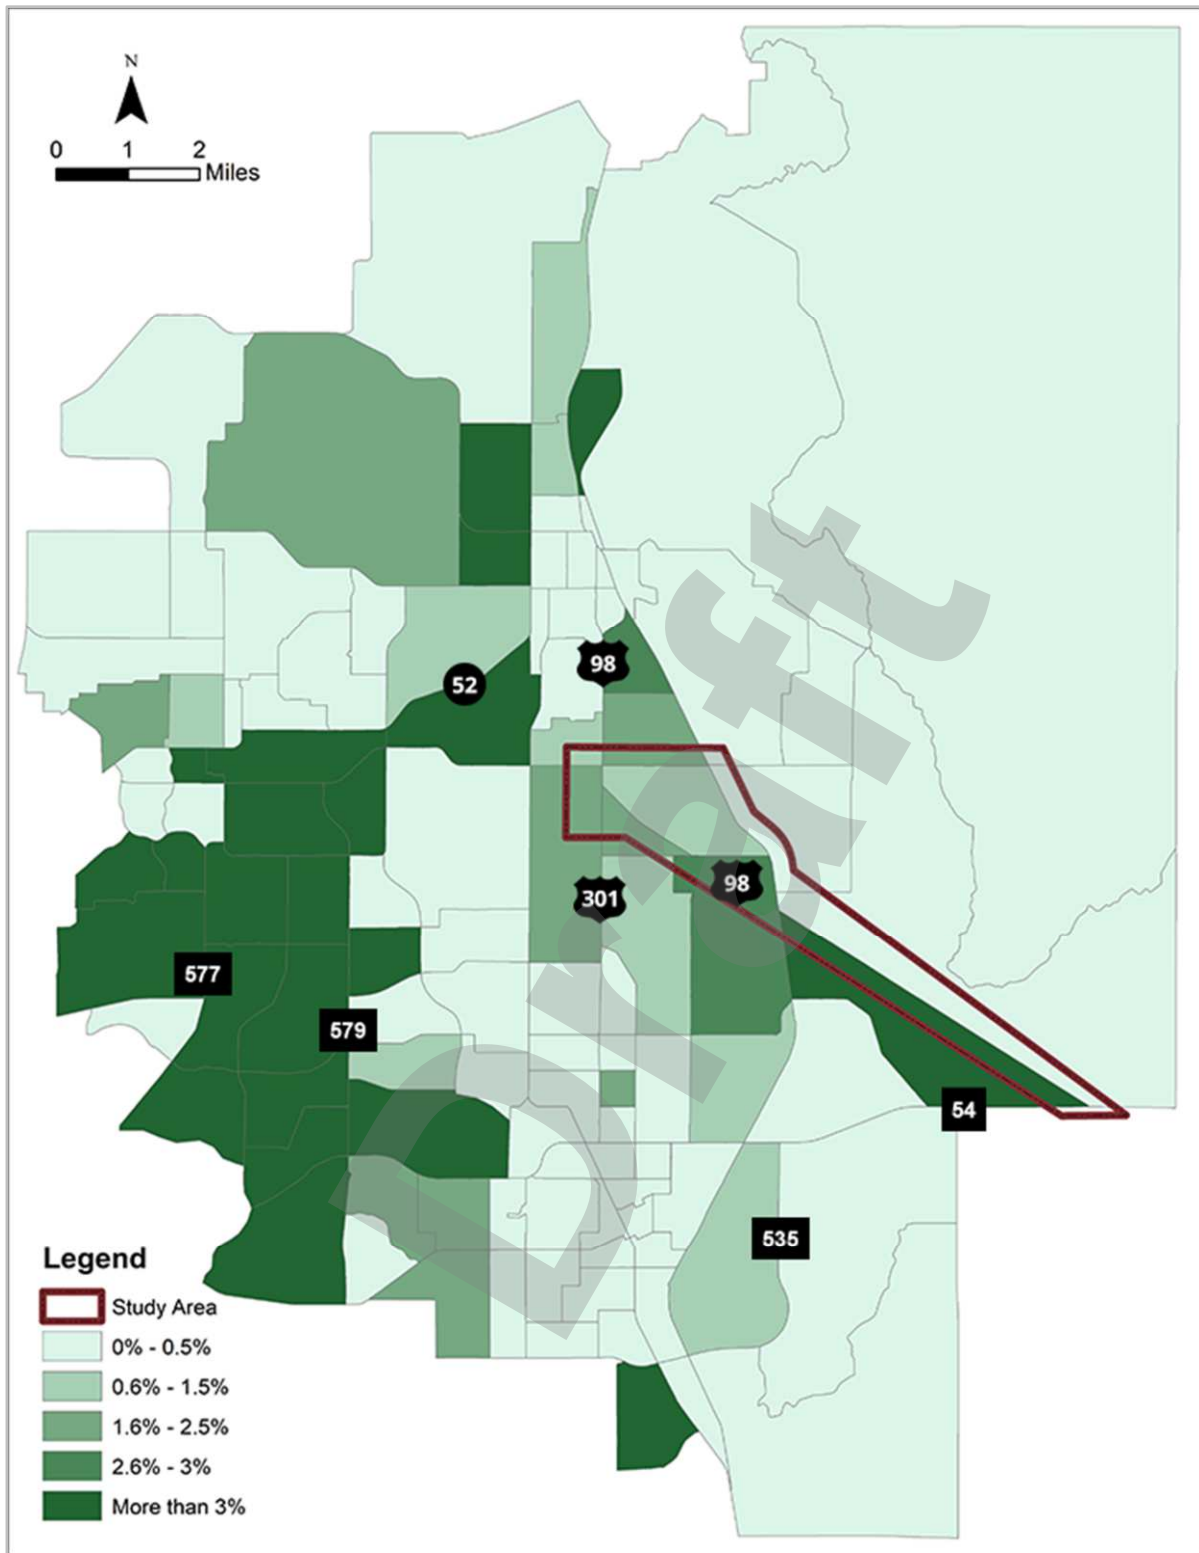 N
0 1 2
Miles
98
52
98
301
577
579
54
535
Draft
Legend
Study Area
0% - 0.5%
0.6% - 1.5%
1.6% - 2.5%
2.6% - 3%
More than 3%